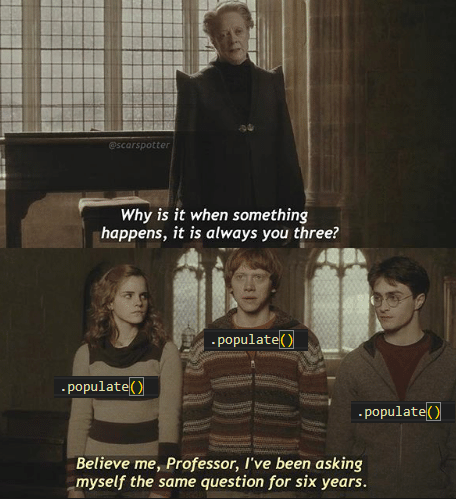 @scarspotter
Why is it when something
happens, it is always you three?
.populate()
.populate()
.populate()
Believe me, Professor, I've been asking
myself the same question for six years.